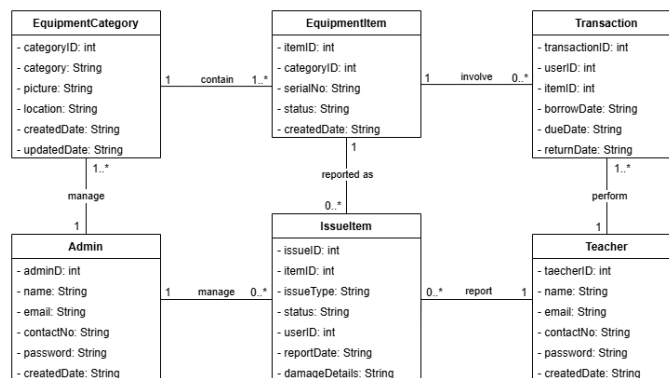 EquipmentCategory
- categoryID: int
- category: String
- picture: String
- location: String
- createdDate: String
- updatedDate: String
1
contain
1..*
EquipmentItem
- itemID: int
- categoryID: int
- serialNo: String
- status: String
- createdDate: String
1
involve
0..*
Transaction
- transactionID: int
- userID: int
- itemID: int
- borrowDate: String
- dueDate: String
- returnDate: String
1..*
manage
1
1
reported as
0..*
1..*
perform
1
Admin
- adminD: int
- name: String
- email: String
- contactNo: String
- password: String
- createdDate: String
1
manage
0..*
IssueItem
- issueID: int
- itemID: int
- issueType: String
- status: String
- userID: int
- reportDate: String
- damageDetails: String
0..*
report
1
Teacher
- taecherID: int
- name: String
- email: String
- contactNo: String
- password: String
- createdDate: String